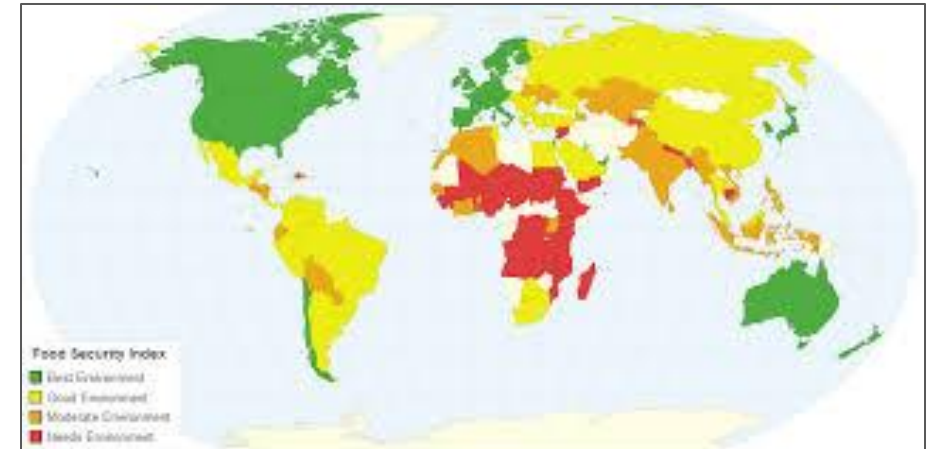 Food Security Index
Best Environment
Good Environment
Moderate Environment
Needs Environment